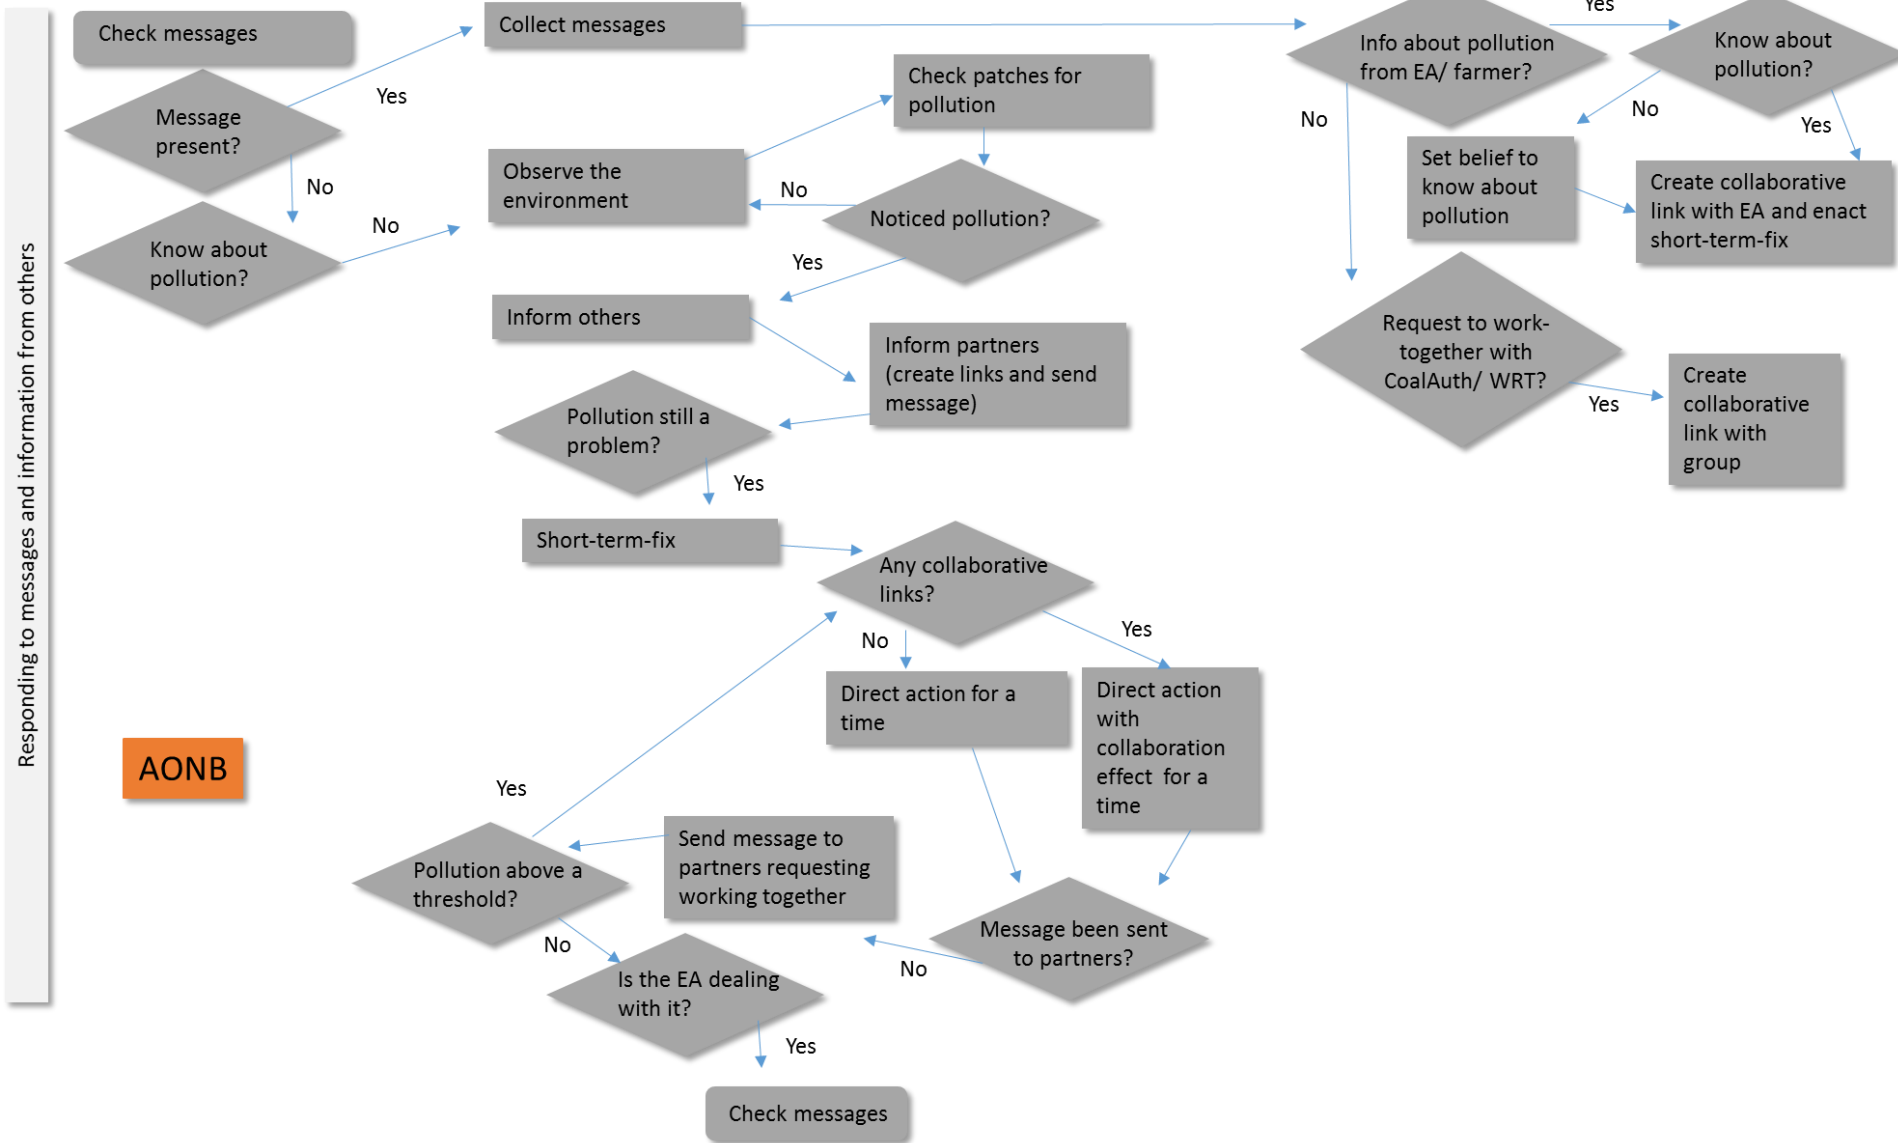 Responding to messages and information from others
Check messages
Message
present?
Yes
No
Know about
pollution?
No
Collect messages
Check patches for
pollution
Observe the
environment
No
Noticed pollution?
Yes
Inform others
Inform partners
(create links and send
message)
Pollution still a
problem?
Yes
Short-term-fix
Any collaborative
links?
No
Yes
Direct action for a
time
Direct action
with
collaboration
effect for a
time
Message been sent
to partners?
No
Send message to
partners requesting
working together
Pollution above a
threshold?
Yes
No
Is the EA dealing
with it?
Yes
Check messages
AONB
Info about pollution
from EA/ farmer?
Yes
No
Know about
pollution?
No
Yes
Set belief to
know about
pollution
Create collaborative
link with EA and enact
short-term-fix
Request to work-
together with
CoalAuth/ WRT?
Yes
Create
collaborative
link with
group